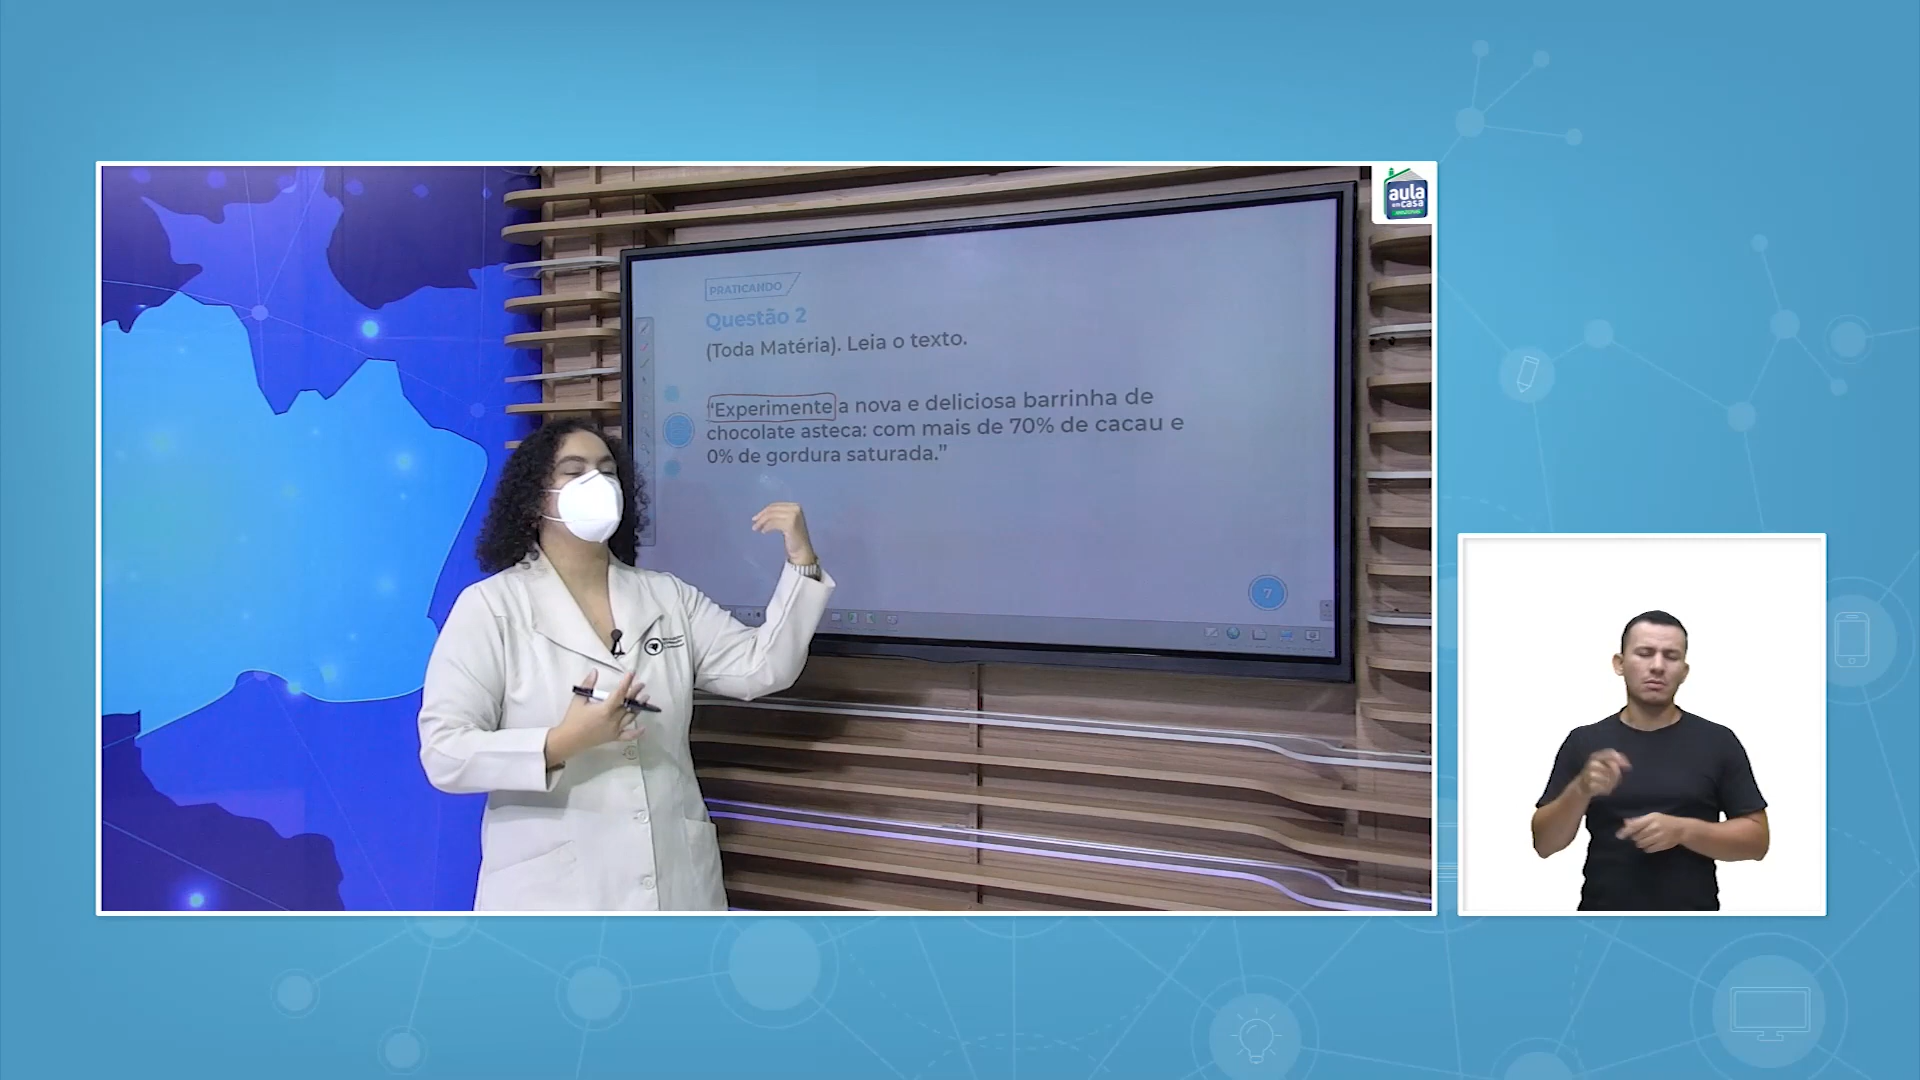 aula
em casa
AMAZONAS
PRATICANDO
Questão 2
(Toda Matéria). Leia o texto.
“Experimente a nova e deliciosa barrinha de
chocolate asteca: com mais de 70% de cacau e
0% de gordura saturada.”
7